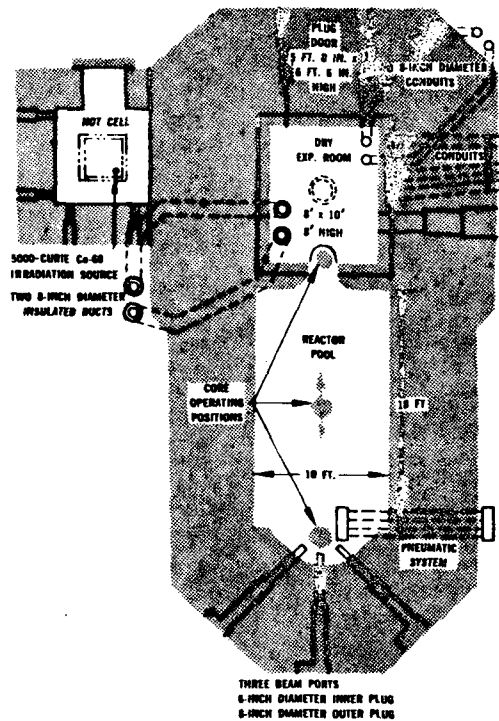 PLUG
DOOR
5 FT. 0 IN. x
6 FT. 6 IN.
HIGH
8-INCH DIAMETER
CONDUITS
HOT CELL
DRY
EXP. ROOM
CONDUITS
8' x 10'
8' HIGH
5000-CURIE Co-60
IRRADIATION SOURCE
TWO 8-INCH DIAMETER
INSULATED DUCTS
REACTOR
POOL
CORE
OPERATING
POSITIONS
18 FT
10 FT.
PNEUMATIC
SYSTEM
THREE BEAM PORTS
6-INCH DIAMETER INNER PLUG
8-INCH DIAMETER OUTER PLUG